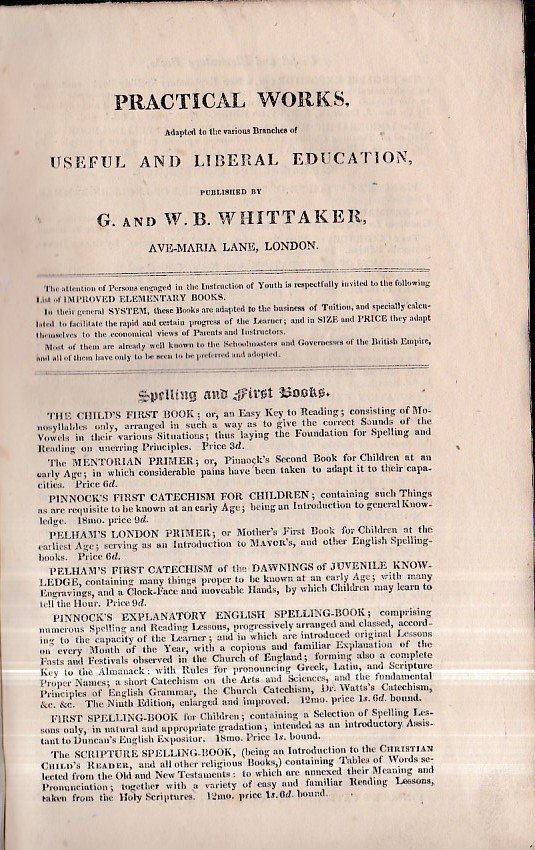 PRACTICAL WORKS,
Adapted to the various Branches of
USEFUL AND LIBERAL EDUCATION,
PUBLISHED BY
G. AND W. B. WHITTAKER,
AVE-MARIA LANE, LONDON.
The attention of Persons engaged in the Instruction of Youth is respectfully invited to the following
List of IMPROVED ELEMENTARY BOOKS.
In their general SYSTEM, these Books are adapted to the business of Tuition, and specially calcu-
lated to facilitate the rapid and certain progress of the Learner; and in SIZE and PRICE they adapt
themselves to the economical views of Parents and Instructors.
Most of them are already well known to the Schoolmasters and Governesses of the British Empire,
and all of them have only to be seen to be preferred and adopted.
Spelling and First Books.
THE CHILD'S FIRST BOOK; or, an Easy Key to Reading; consisting of Mo-
nosyllables only, arranged in such a way as to give the correct Sounds of the
Vowels in their various Situations; thus laying the Foundation for Spelling and
Reading on unerring Principles. Price 3d.
The MENTORIAN PRIMER; or, Pinnock's Second Book for Children at an
early Age; in which considerable pains have been taken to adapt it to their capa-
cities. Price 6d.
PINNOCK'S FIRST CATECHISM FOR CHILDREN; containing such Things
as are requisite to be known at an early Age; being an Introduction to general Know-
ledge. 18mo. price 9d.
PELHAM'S LONDON PRIMER; or Mother's First Book for Children at the
earliest Age; serving as an Introduction to MAVOR'S, and other English Spelling-
books. Price 6d.
PELHAM'S FIRST CATECHISM of the DAWNINGS of JUVENILE KNOW-
LEDGE, containing many things proper to be known at an early Age; with many
Engravings, and a Clock-Face and moveable Hands, by which Children may learn to
tell the Hour. Price 9d.
PINNOCK'S EXPLANATORY ENGLISH SPELLING-BOOK; comprising
numerous Spelling and Reading Lessons, progressively arranged and classed, accord-
ing to the capacity of the Learner; and in which are introduced original Lessons
on every Month of the Year, with a copious and familiar Explanation of the
Fasts and Festivals observed in the Church of England; forming also a complete
Key to the Almanack: with Rules for pronouncing Greek, Latin, and Scripture
Proper Names; a short Catechism on the Arts and Sciences, and the fundamental
Principles of English Grammar, the Church Catechism, Dr. Watts's Catechism,
&c. &c. The Ninth Edition, enlarged and improved. 12mo. price 1s. 6d. bound.
FIRST SPELLING-BOOK for Children; containing a Selection of Spelling Les-
sons only, in natural and appropriate gradation; intended as an introductory Assis-
tant to Duncan's English Expositor. 18mo. Price 1s. bound.
The SCRIPTURE SPELLING-BOOK, (being an Introduction to the CHRISTIAN
CHILD'S READER, and all other religious Books,) containing Tables of Words se-
lected from the Old and New Testaments: to which are annexed their Meaning and
Pronunciation; together with a variety of easy and familiar Reading Lessons,
taken from the Holy Scriptures. 12mo. price 1s.6d. bound.